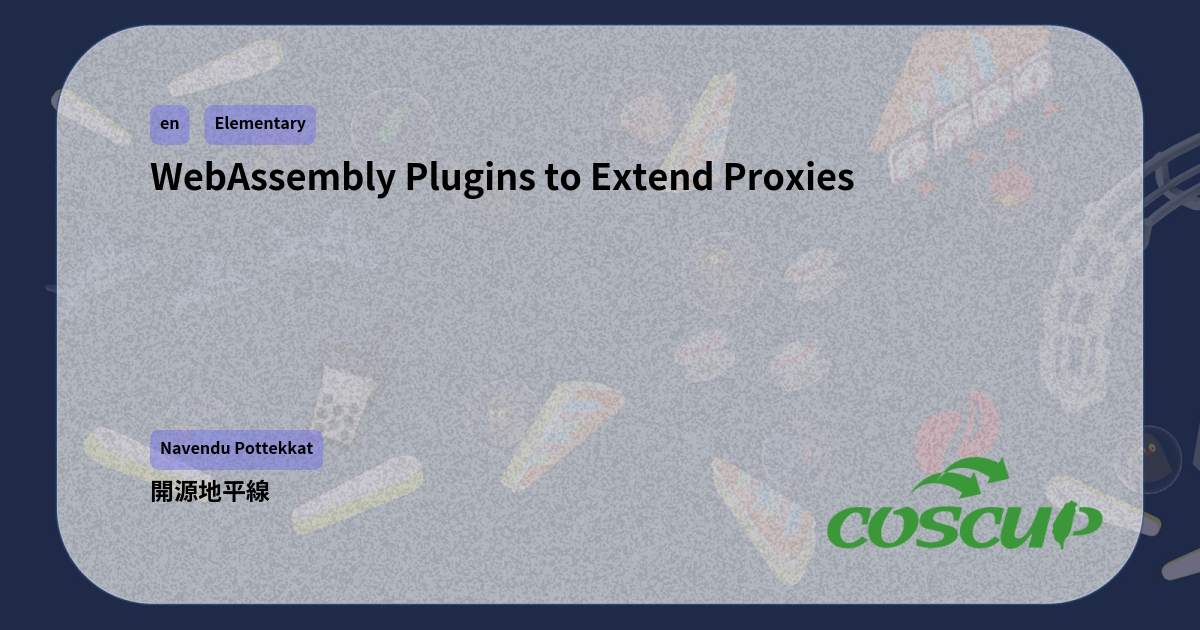 en Elementary
WebAssembly Plugins to Extend Proxies
Navendu Pottekkat
開源地平線
COSCUP